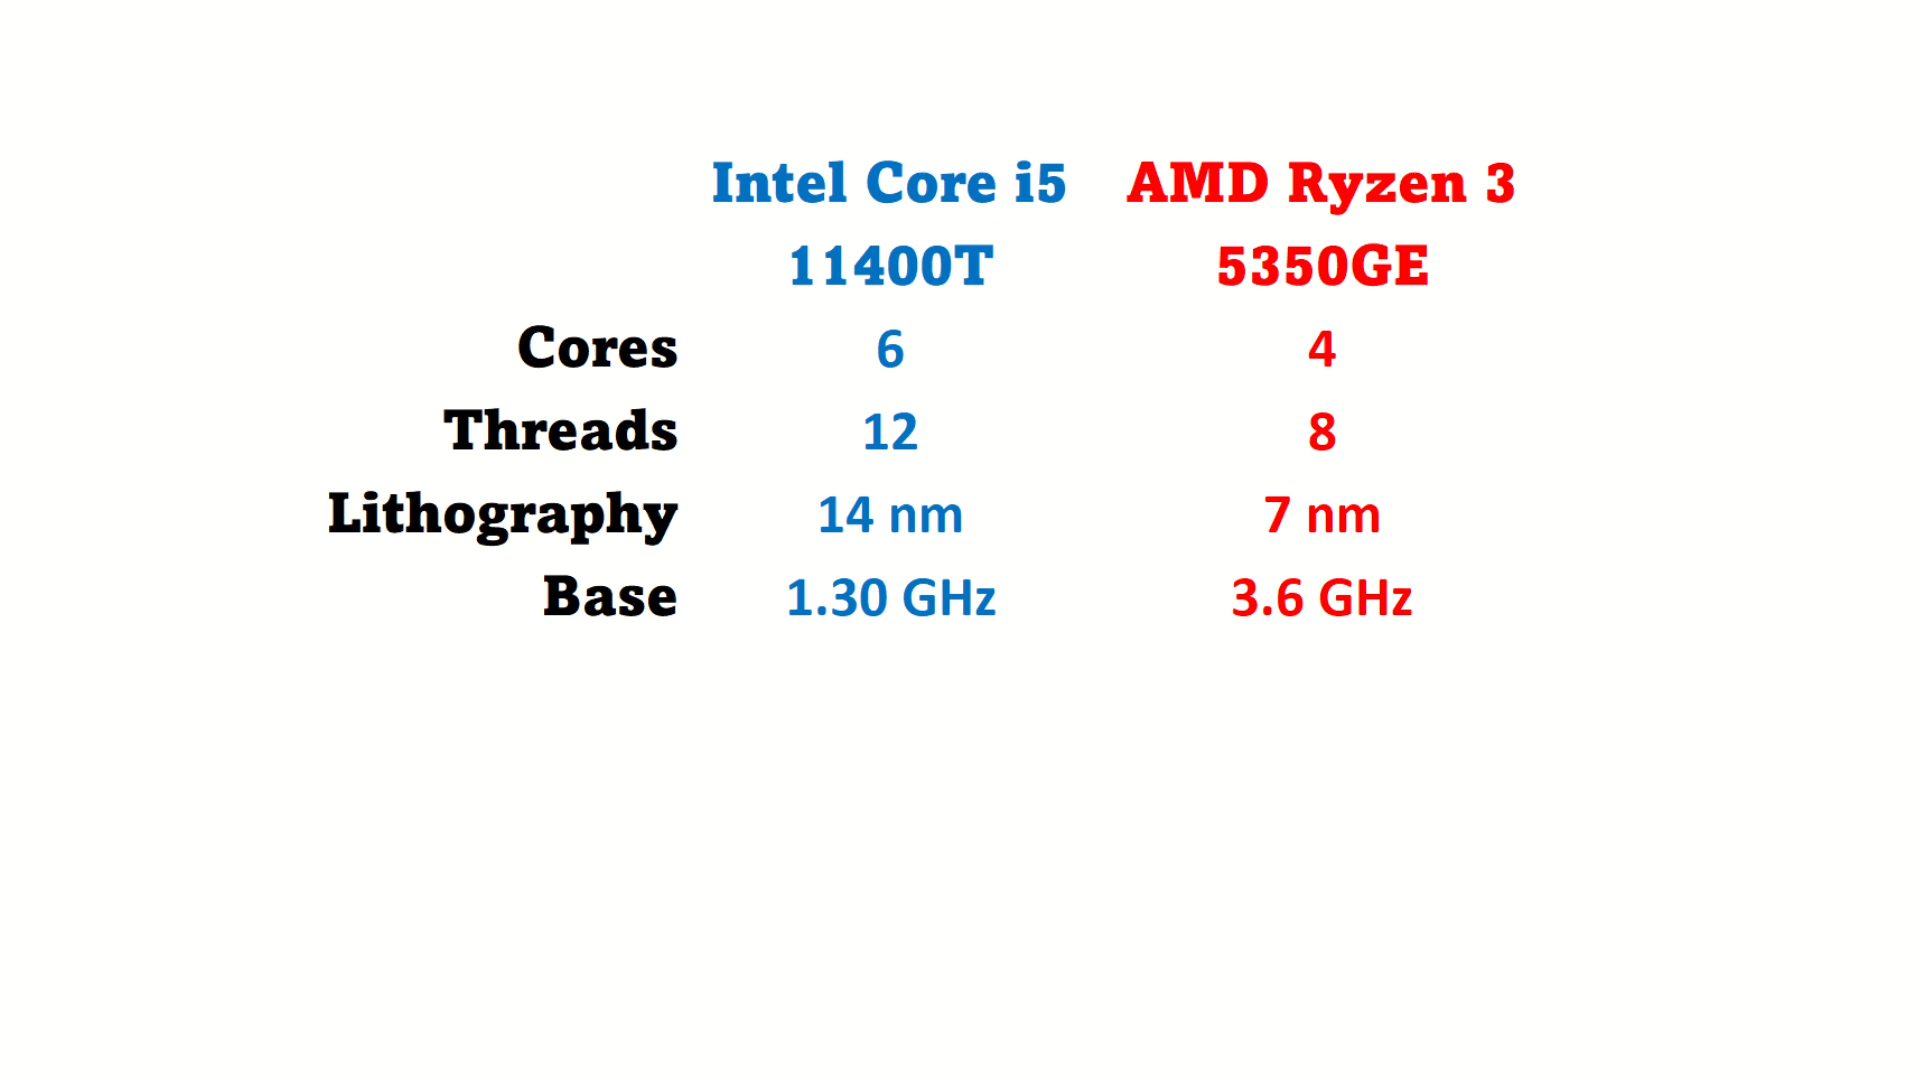 Intel Core i5 AMD Ryzen 3
11400T 5350GE
Cores 6 4
Threads 12 8
Lithography 14 nm 7 nm
Base 1.30 GHz 3.6 GHz